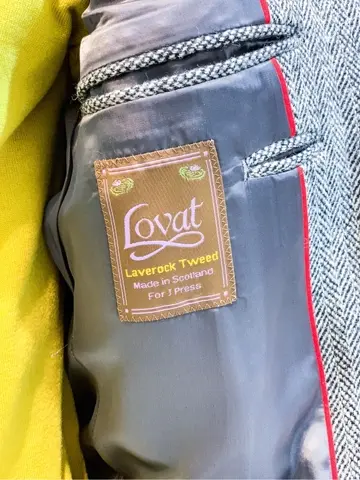 Lovat
Laverock Tweed
Made in Scotland
For J Press